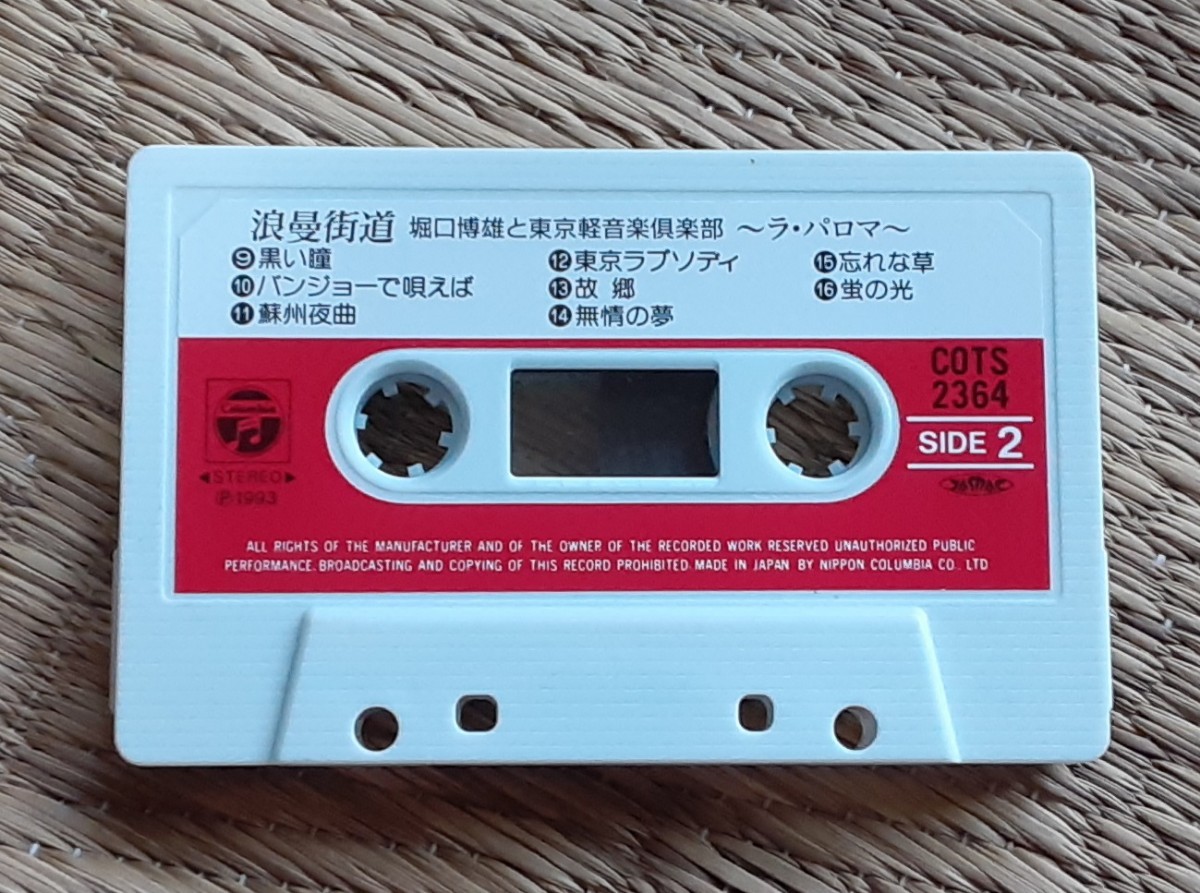 浪曼街道 堀口博雄と東京軽音楽倶楽部 〜ラ・パロマ〜
⑨黒い瞳
⑩バンジョーで唄えば
⑪蘇州夜曲
⑫東京ラプソディ
⑬故 郷
⑭無情の夢
⑮忘れな草
⑯蛍の光
COTS
2364
SIDE 2
Columbia
◀STEREO▶
Ⓟ1993
JASRAC
ALL RIGHTS OF THE MANUFACTURER AND OF THE OWNER OF THE RECORDED WORK RESERVED UNAUTHORIZED PUBLIC
PERFORMANCE. BROADCASTING AND COPYING OF THIS RECORD PROHIBITED. MADE IN JAPAN BY NIPPON COLUMBIA CO., LTD